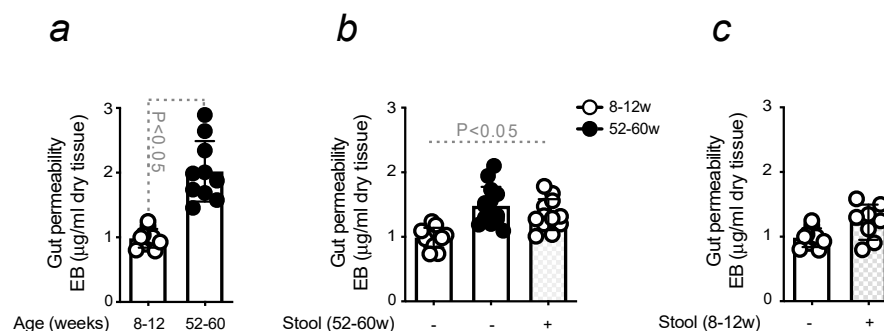 a
Gut permeability
EB (µg/ml dry tissue)
3
2
1
0
P<0.05
Age (weeks)
8-12
52-60
b
Gut permeability
EB (µg/ml dry tissue)
3
2
1
0
P<0.05
8-12w
52-60w
Stool (52-60w)
-
-
+
c
Gut permeability
EB (µg/ml dry tissue)
3
2
1
0
Stool (8-12w)
-
+